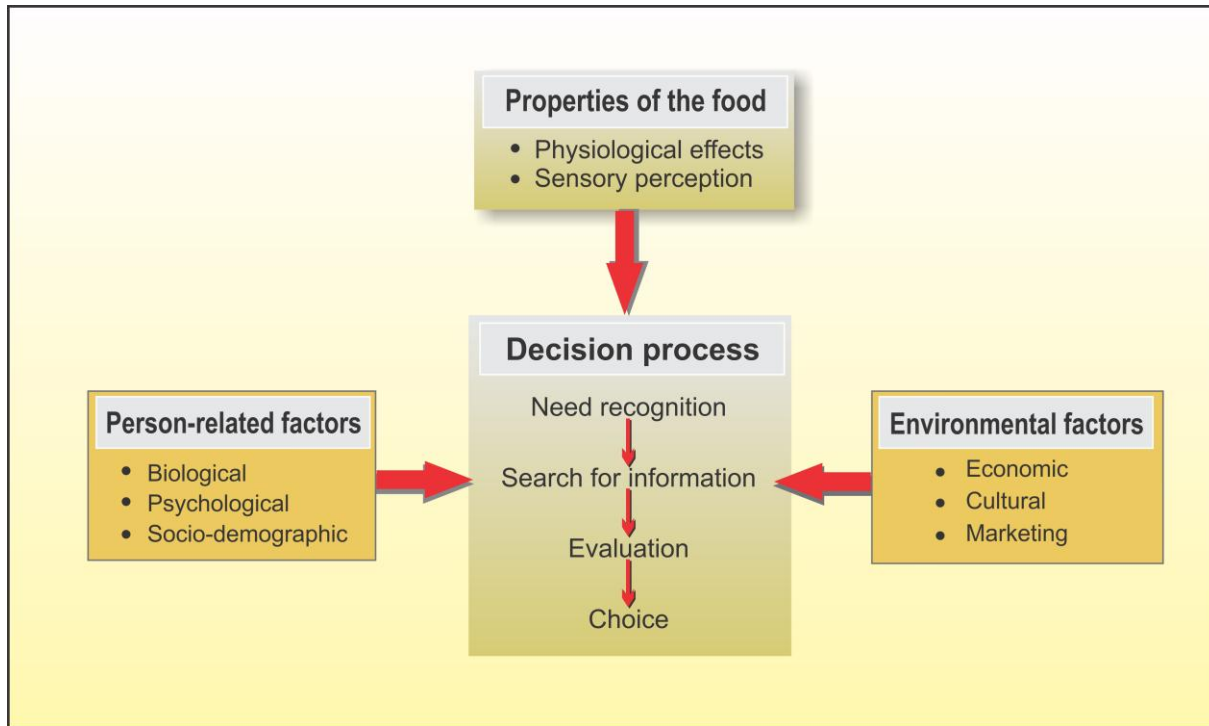 Properties of the food
• Physiological effects
• Sensory perception
Decision process
Need recognition
Search for information
Evaluation
Choice
Person-related factors
• Biological
• Psychological
• Socio-demographic
Environmental factors
• Economic
• Cultural
• Marketing